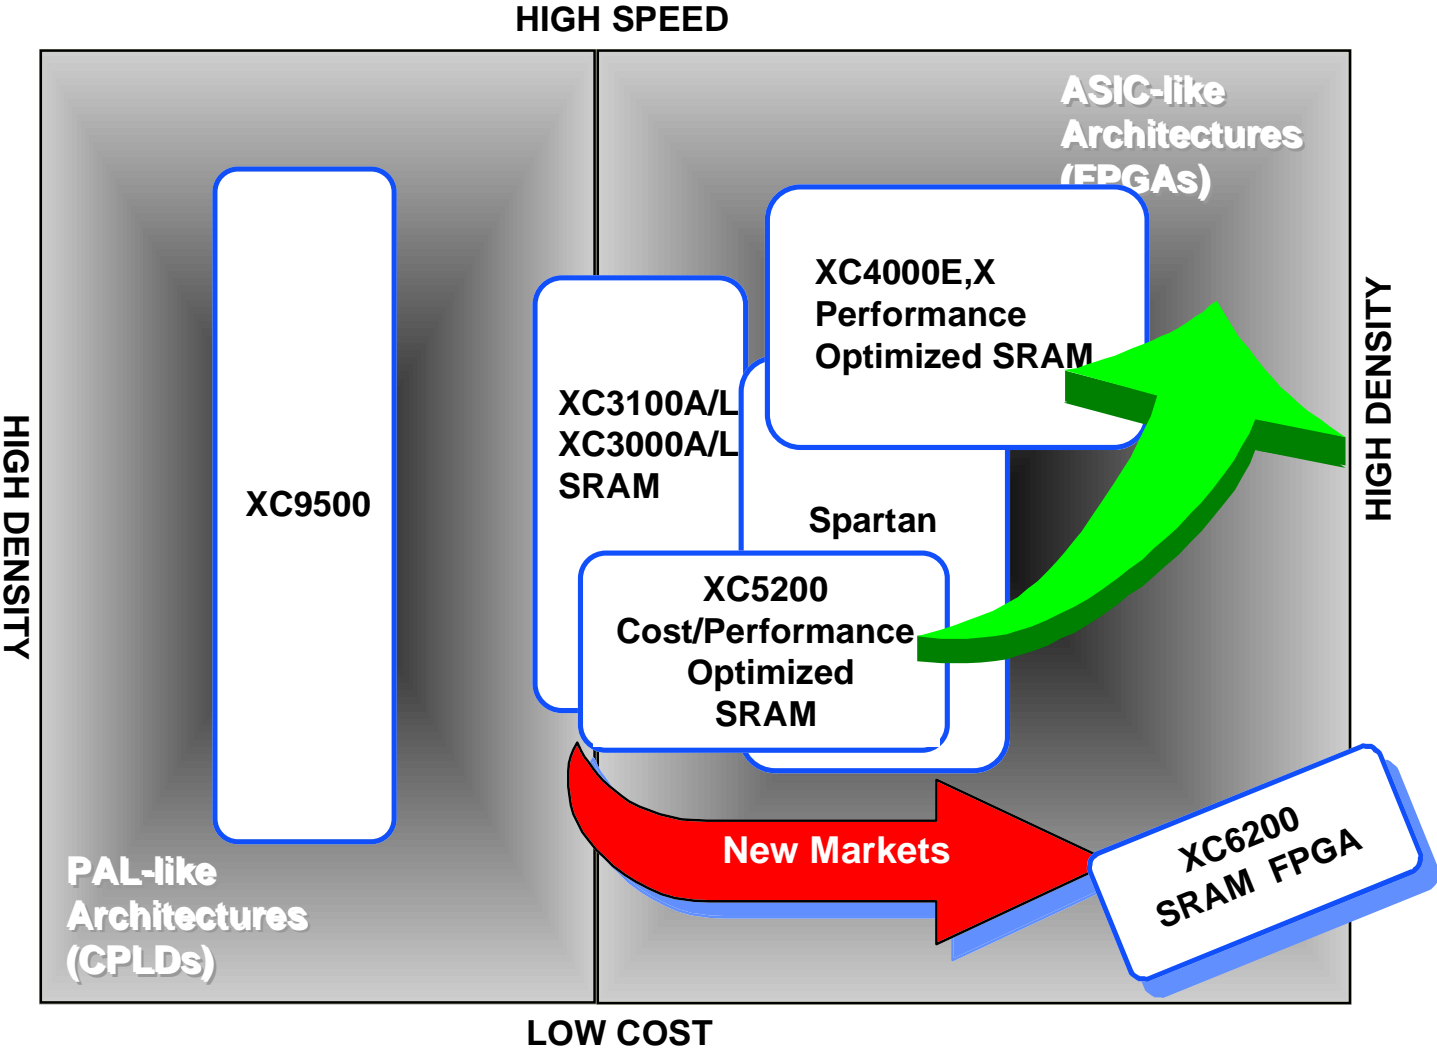 HIGH SPEED
ASIC-like
Architectures
(FPGAs)
XC4000E,X
Performance
Optimized SRAM
HIGH DENSITY
XC3100A/L
XC3000A/L
SRAM
HIGH DENSITY
XC9500
Spartan
XC5200
Cost/Performance
Optimized
SRAM
New Markets
XC6200
SRAM FPGA
PAL-like
Architectures
(CPLDs)
LOW COST